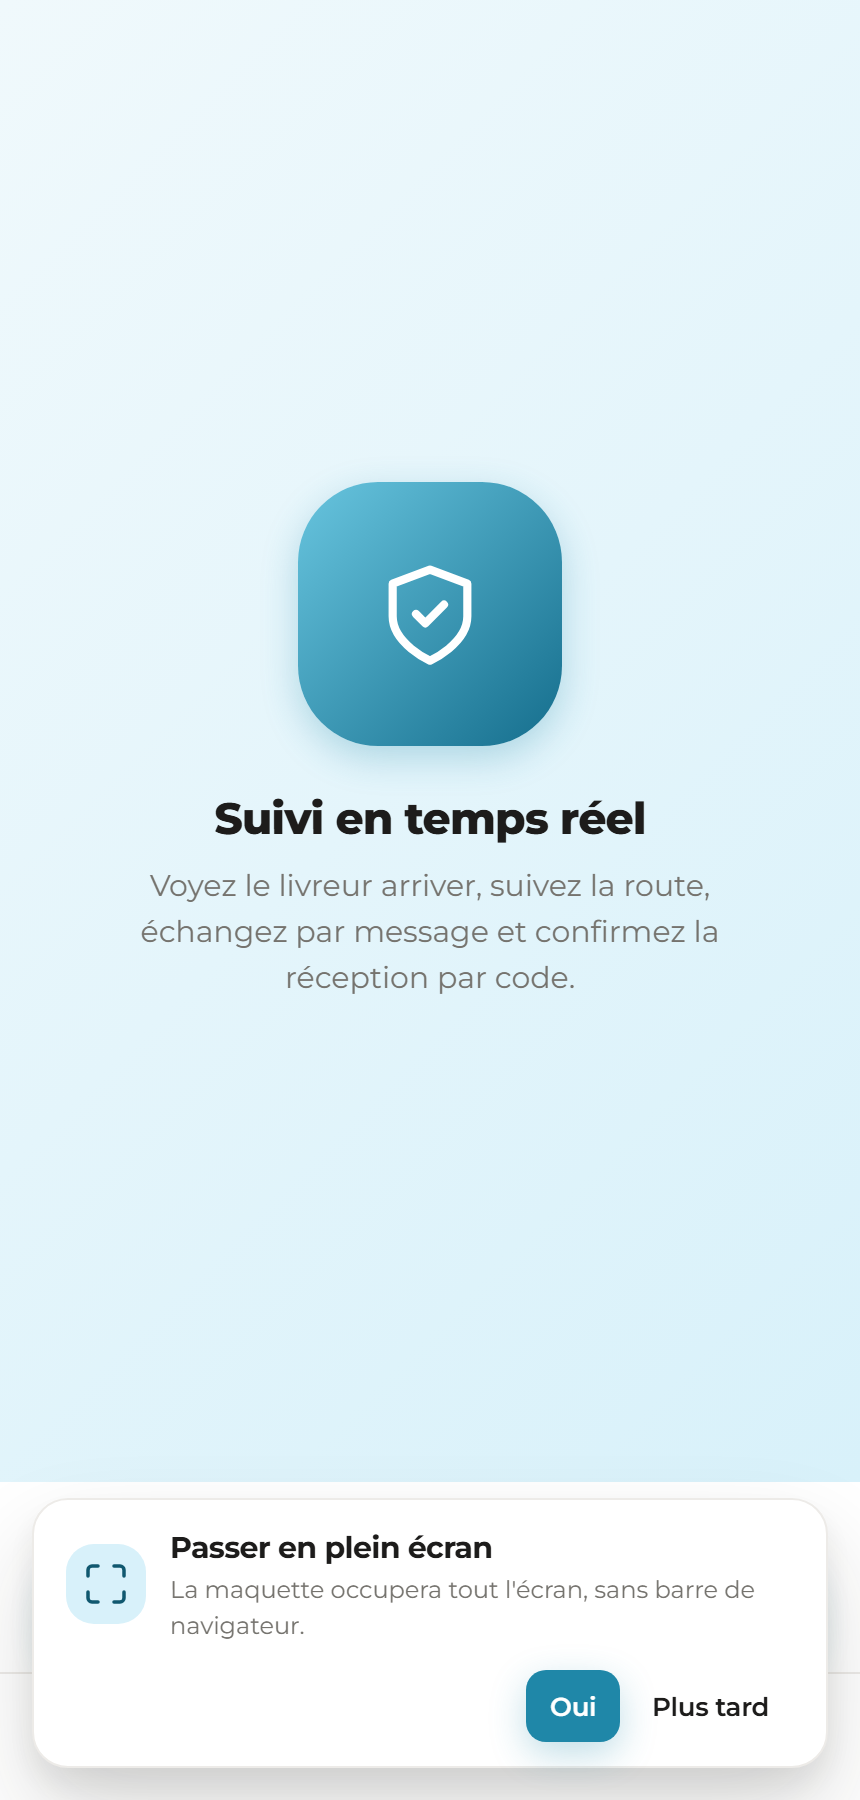 Suivi en temps réel
Voyez le livreur arriver, suivez la route,
échangez par message et confirmez la
réception par code.
Passer en plein écran
La maquette occupera tout l'écran, sans barre de
navigateur.
Oui
Plus tard